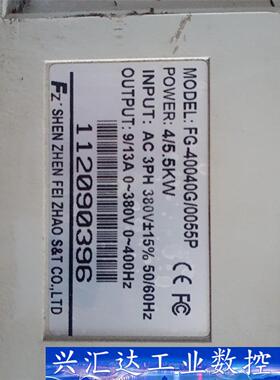 MODEL: FG-40040G/0055P
POWER: 4/5.5KW
INPUT: AC 3PH 380V±15% 50/60Hz
OUTPUT: 9/13A 0~380V 0~400Hz
112090396
FZ SHEN ZHEN FEI ZHAO S&T CO.,LTD
CE FC
兴汇达工业数控